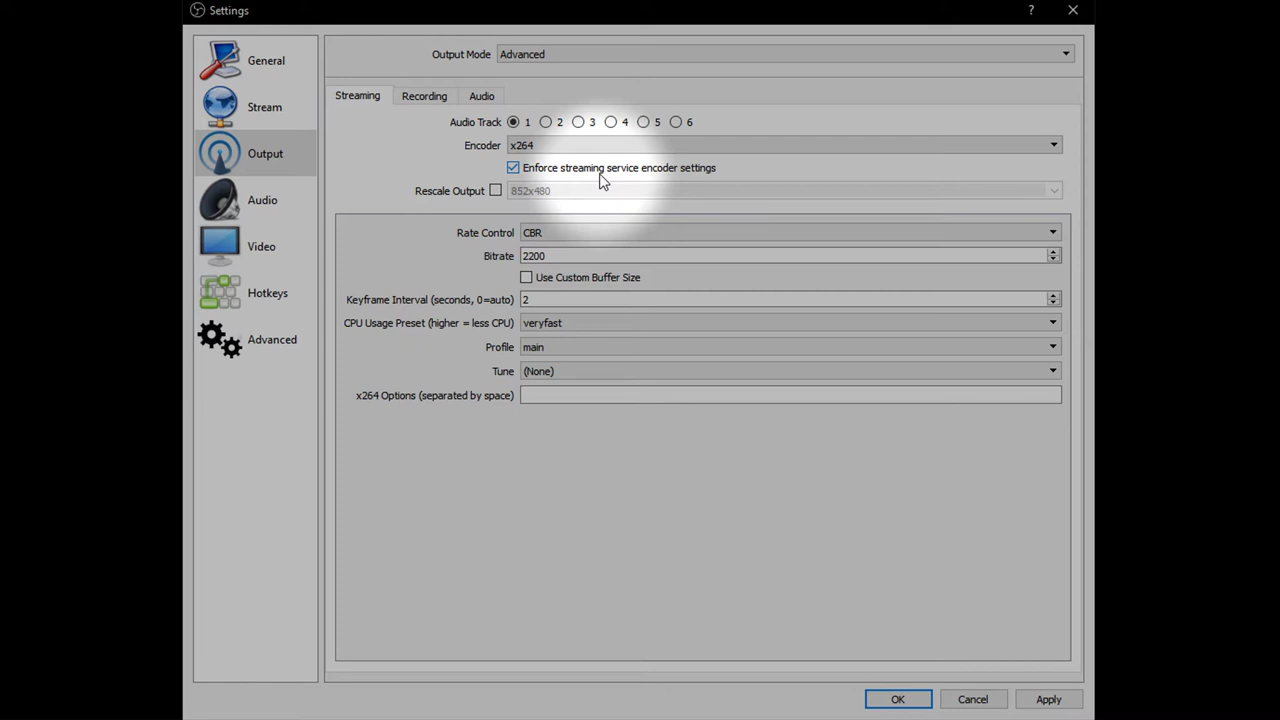 Settings
?
General
Stream
Output
Audio
Video
Hotkeys
Advanced
Output Mode Advanced
Streaming Recording Audio
Audio Track 1 2 3 4 5 6
Encoder x264
Enforce streaming service encoder settings
Rescale Output 852x480
Rate Control CBR
Bitrate 2200
Use Custom Buffer Size
Keyframe Interval (seconds, 0=auto) 2
CPU Usage Preset (higher = less CPU) veryfast
Profile main
Tune (None)
x264 Options (separated by space)
OK Cancel Apply